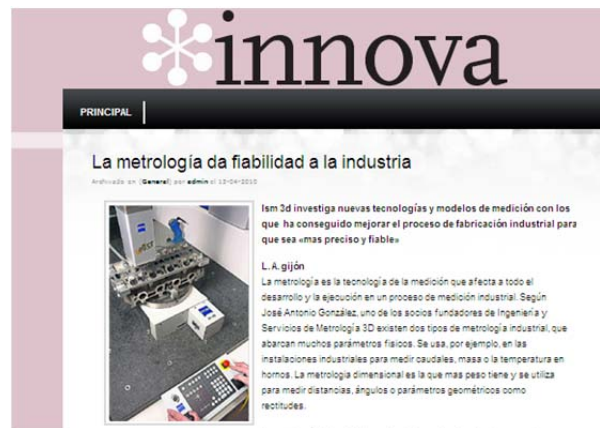 innova
PRINCIPAL
La metrología da fiabilidad a la industria
Archivado en (General) por admin el 12-04-2010
Ism 3d investiga nuevas tecnologías y modelos de medición con los
que ha conseguido mejorar el proceso de fabricación industrial para
que sea «mas preciso y fiable»
L. A. gijón
La metrología es la tecnología de la medición que afecta a todo el
desarrollo y la ejecución en un proceso de medición industrial. Según
José Antonio González, uno de los socios fundadores de Ingeniería y
Servicios de Metrología 3D existen dos tipos de metrología industrial, que
abarcan muchos parámetros físicos. Se usa, por ejemplo, en las
instalaciones industriales para medir caudales, masa o la temperatura en
hornos. La metrologia dimensional es la que mas peso tiene y se utiliza
para medir distancias, ángulos o parámetros geométricos como
rectitudes.